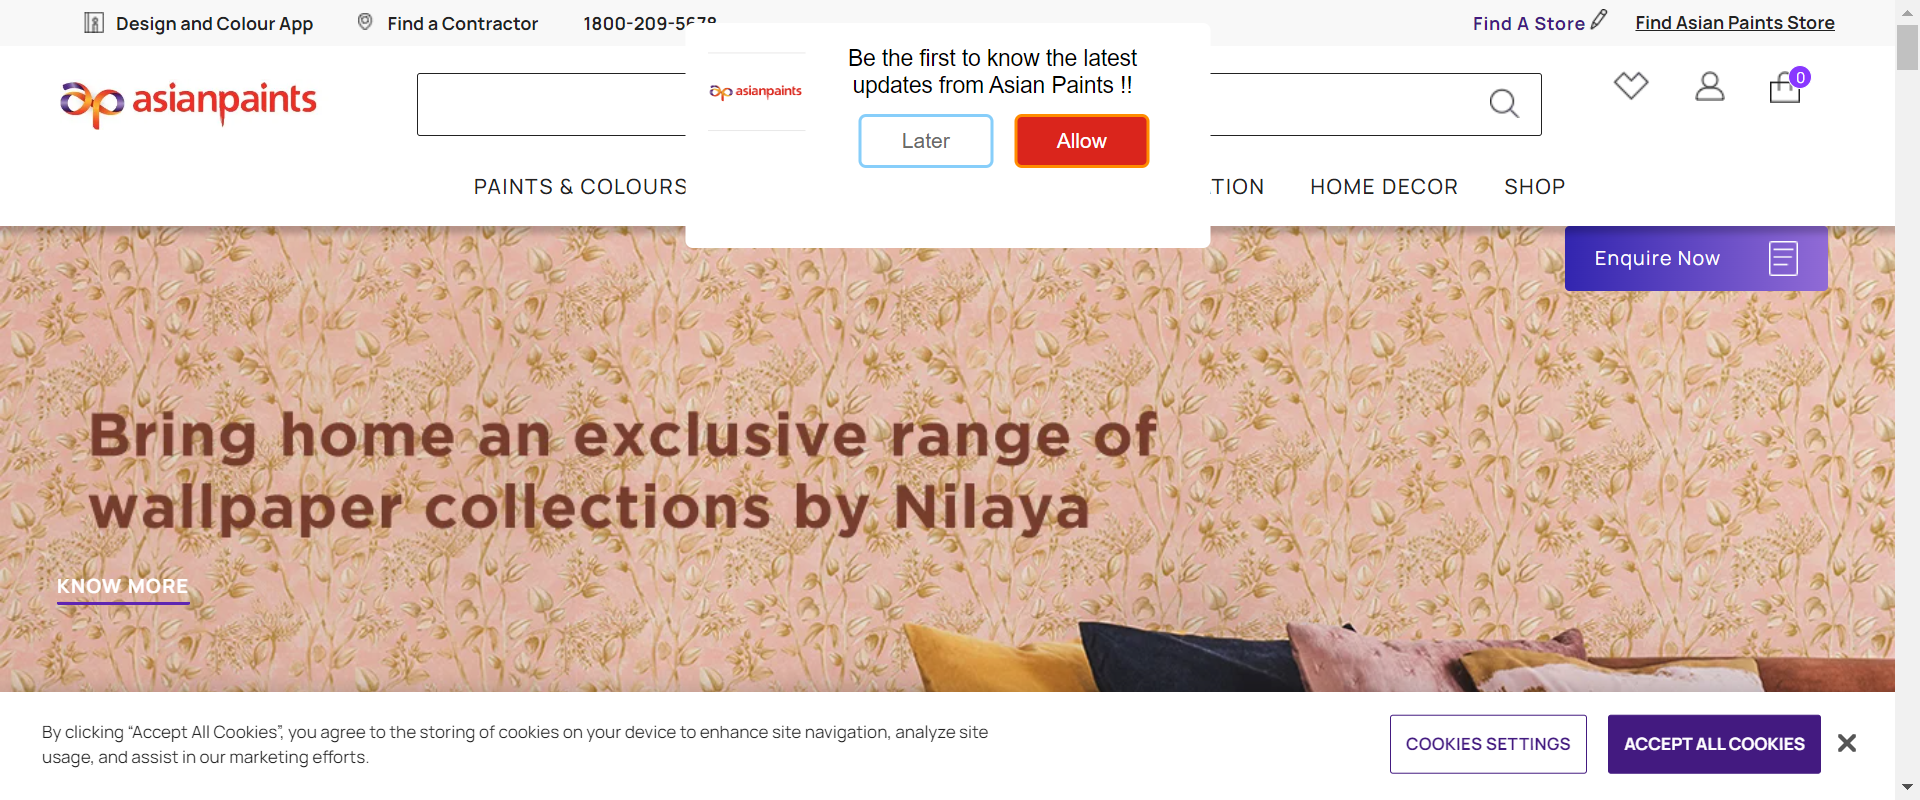 Design and Colour App
Find a Contractor
1800-209-5678
Find A Store
Find Asian Paints Store
asianpaints
asianpaints
Be the first to know the latest
updates from Asian Paints !!
Later
Allow
0
PAINTS & COLOURS
HOME DECOR
SHOP
Enquire Now
Bring home an exclusive range of
wallpaper collections by Nilaya
KNOW MORE
By clicking “Accept All Cookies”, you agree to the storing of cookies on your device to enhance site navigation, analyze site
usage, and assist in our marketing efforts.
COOKIES SETTINGS
ACCEPT ALL COOKIES